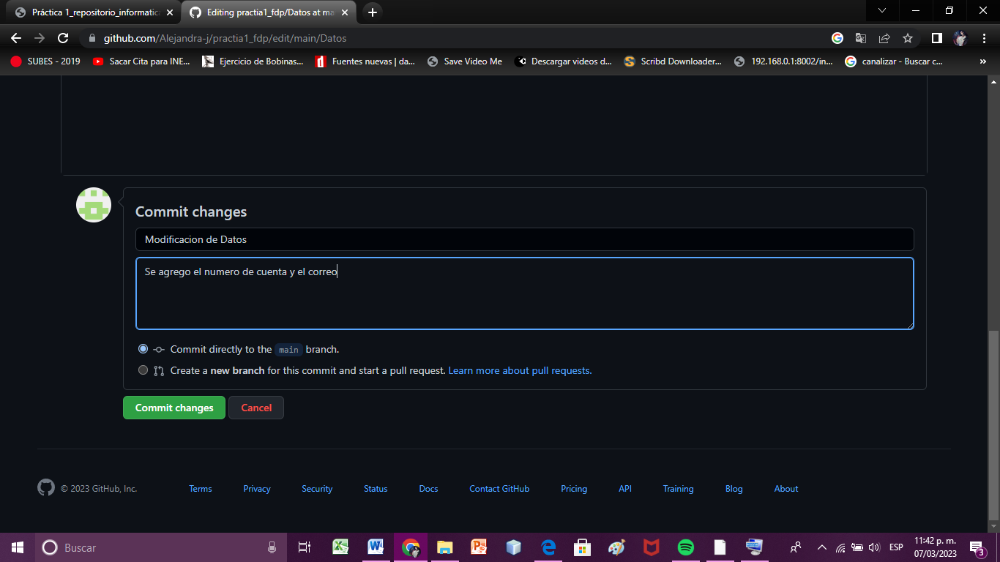 Práctica 1_repositorio_informatica
Editing practia1_fdp/Datos at ma
github.com/Alejandra-j/practia1_fdp/edit/main/Datos
SUBES - 2019
Sacar Cita para INE...
Ejercicio de Bobinas...
Fuentes nuevas | da...
Save Video Me
Descargar videos d...
Scribd Downloader...
192.168.0.1:8002/in...
canalizar - Buscar c...
»
Commit changes
Modificacion de Datos
Se agrego el numero de cuenta y el correo
Commit directly to the main branch.
Create a new branch for this commit and start a pull request. Learn more about pull requests.
Commit changes
Cancel
© 2023 GitHub, Inc.
Terms
Privacy
Security
Status
Docs
Contact GitHub
Pricing
API
Training
Blog
About
Buscar
ESP
11:42 p. m.
07/03/2023
3